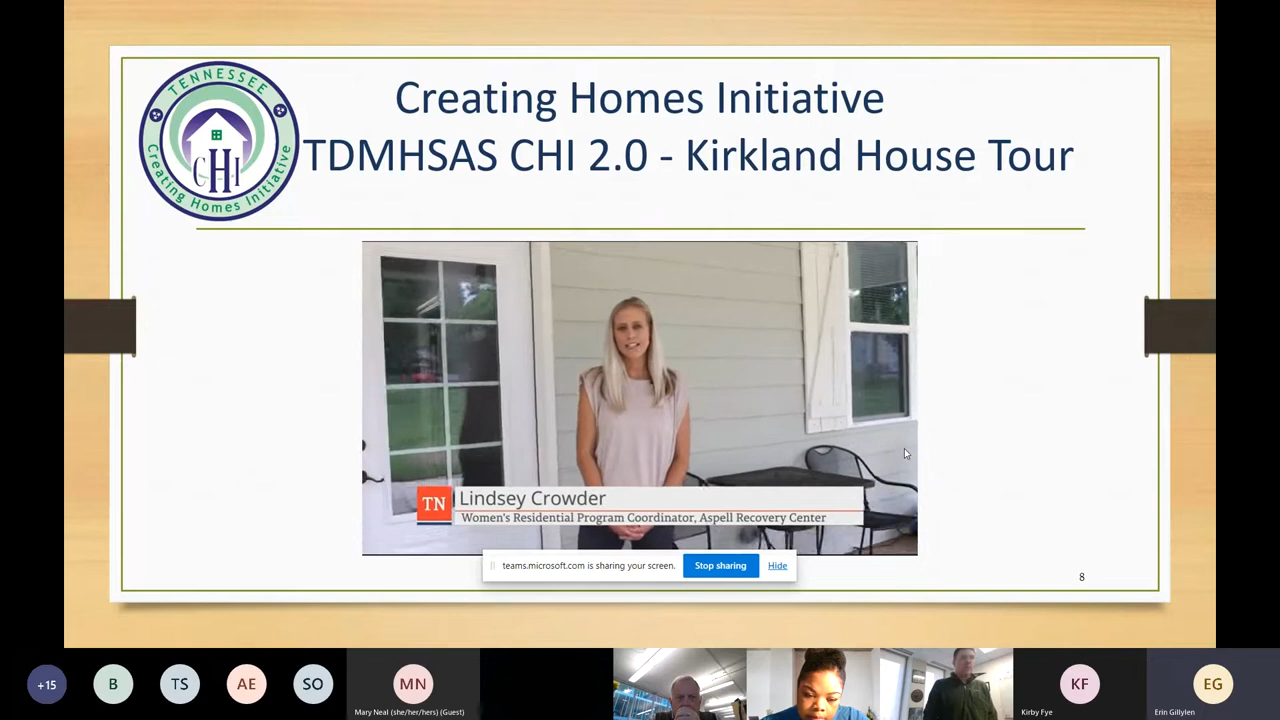 TENNESSEE
CHI
Creating Homes Initiative
Creating Homes Initiative
TDMHSAS CHI 2.0 - Kirkland House Tour
TN
Lindsey Crowder
Women's Residential Program Coordinator, Aspell Recovery Center
teams.microsoft.com is sharing your screen.
Stop sharing
Hide
8
+15
B
TS
AE
SO
MN
KF
EG
Mary Neal (she/her/hers) (Guest)
Kirby Fye
Erin Gillylen